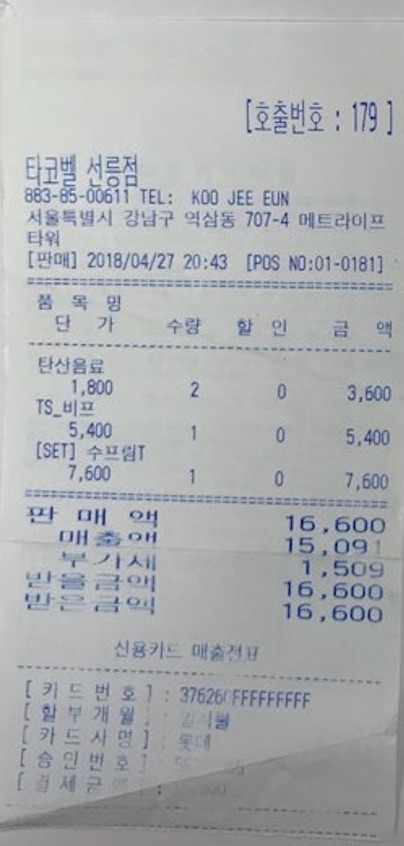 [호출번호 : 179 ]
타코벨 선릉점
883-85-00611 TEL: KOO JEE EUN
서울특별시 강남구 역삼동 707-4 메트라이프
타워
[판매] 2018/04/27 20:43 [POS NO:01-0181]
품 목 명
단 가 수량 할 인 금 액
탄산음료
1,800 2 0 3,600
TS_비프
5,400 1 0 5,400
[SET] 수프림T
7,600 1 0 7,600
판 매 액 16,600
매출액 15,091
부가세 1,509
받을금액 16,600
받은금액 16,600
신용카드 매출전표
[ 카 드 번 호 ] : 37626 FFFFFFFFF
[ 할 부 개 월 ] :
[ 카 드 사 명 ] : 롯데
[ 승 인 번 호 ] :
[ 결 제 금 액 ] :